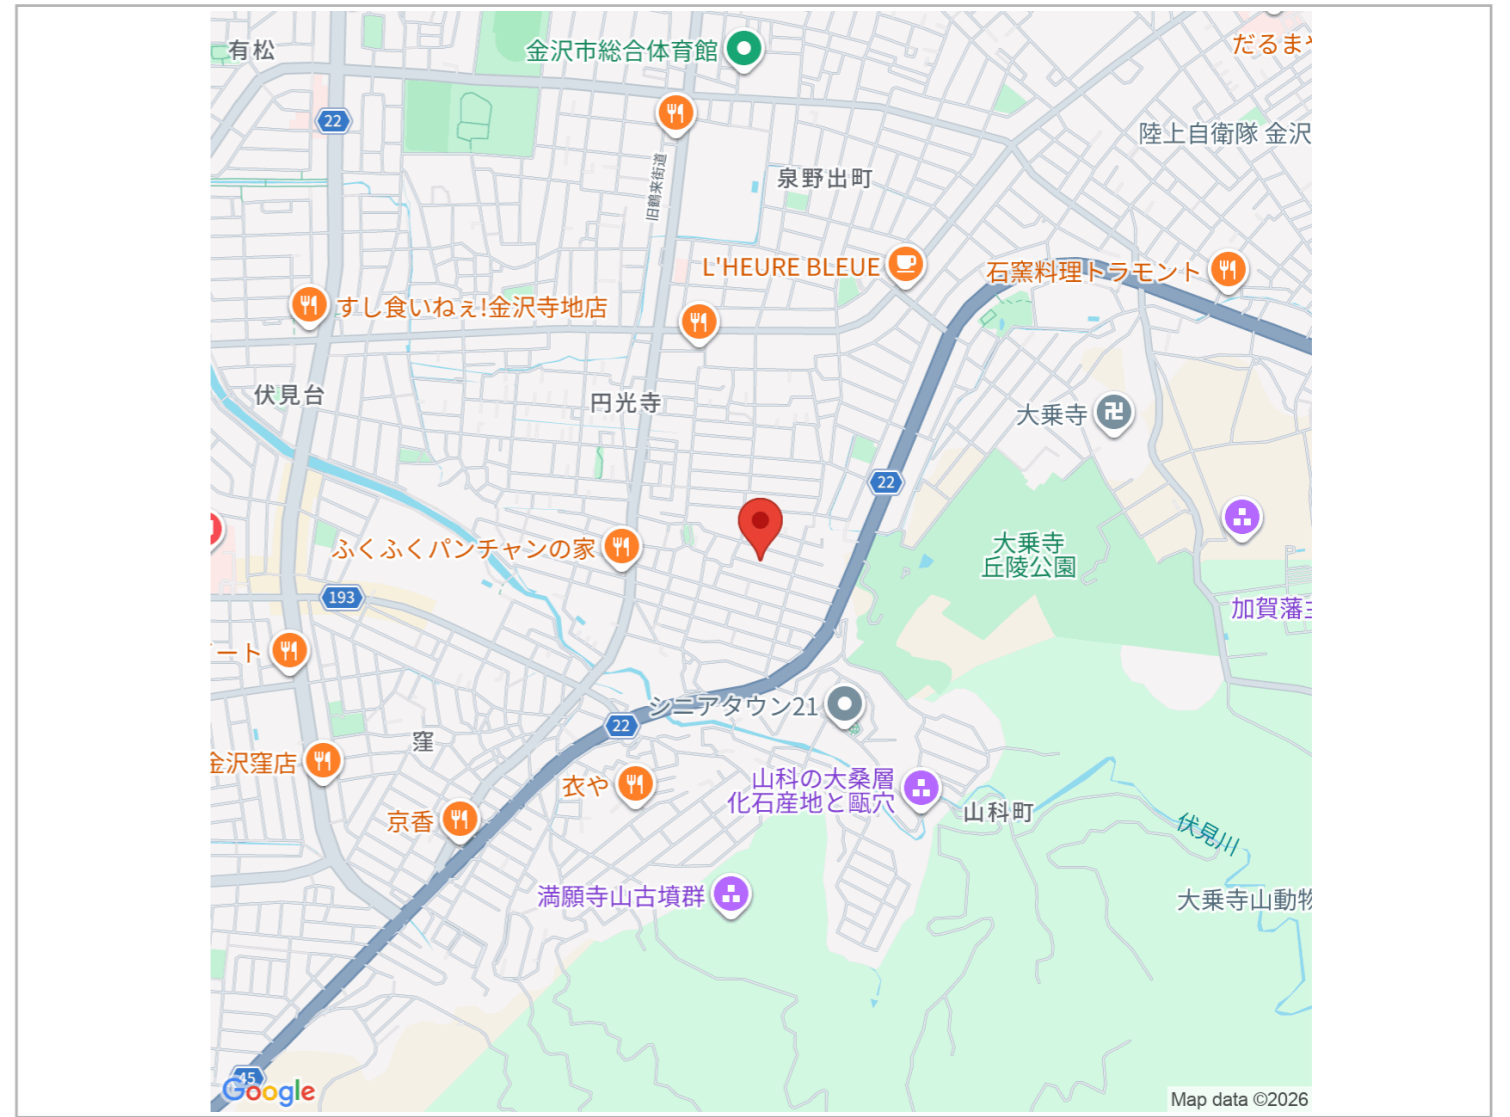 有松
金沢市総合体育館
だるまや
22
陸上自衛隊 金沢
旧鶴来街道
泉野出町
L'HEURE BLEUE
石窯料理トラモント
すし食いねぇ!金沢寺地店
伏見台
円光寺
大乗寺
22
大乗寺
丘陵公園
ふくふくパンチャンの家
193
加賀藩主
ート
シニアタウン21
22
窪
金沢窪店
衣や
山科の大桑層
化石産地と甌穴
山科町
京香
伏見川
満願寺山古墳群
大乗寺山動物
45
Google
Map data ©2026